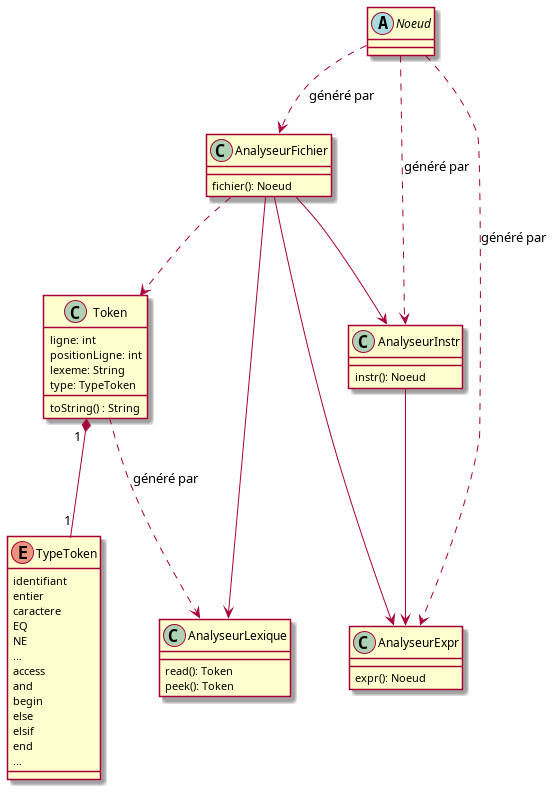 A Noeud
généré par
généré par
généré par
C AnalyseurFichier
fichier(): Noeud
C Token
ligne: int
positionLigne: int
lexeme: String
type: TypeToken
toString() : String
C AnalyseurInstr
instr(): Noeud
1
généré par
1
E TypeToken
identifiant
entier
caractere
EQ
NE
...
access
and
begin
else
elsif
end
...
C AnalyseurLexique
read(): Token
peek(): Token
C AnalyseurExpr
expr(): Noeud